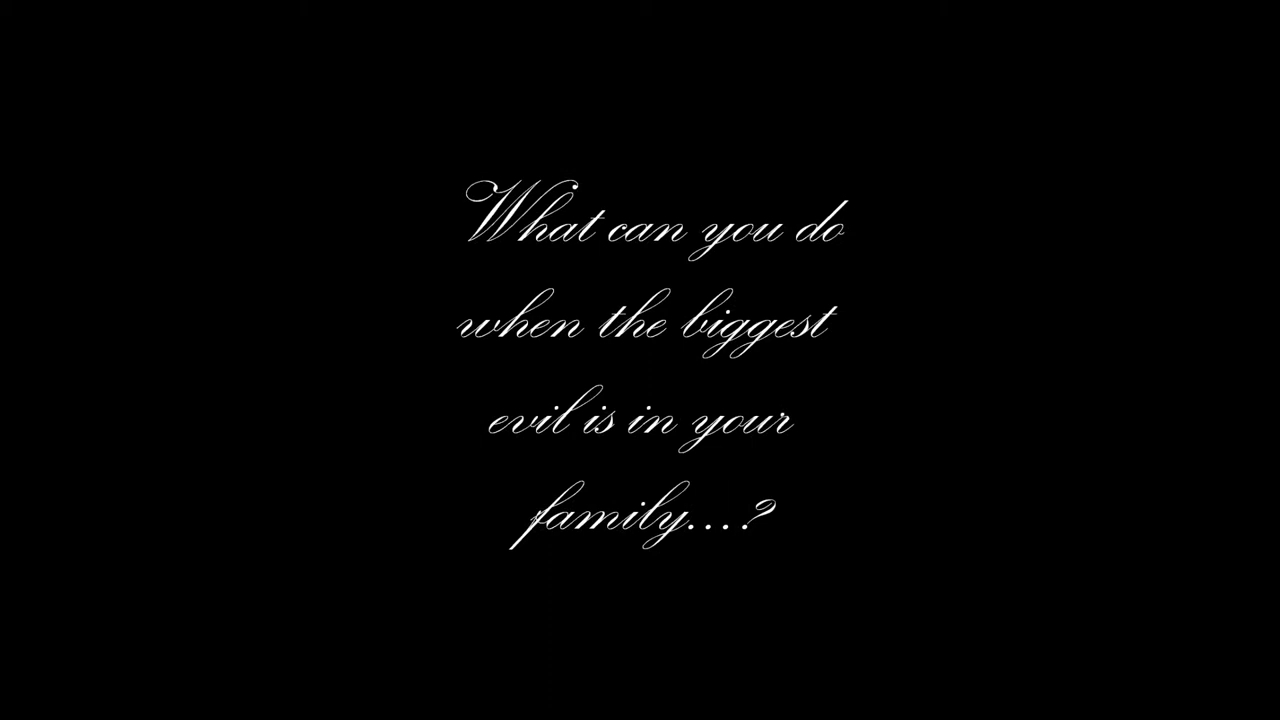 What can you do
when the biggest
evil is in your
family...?